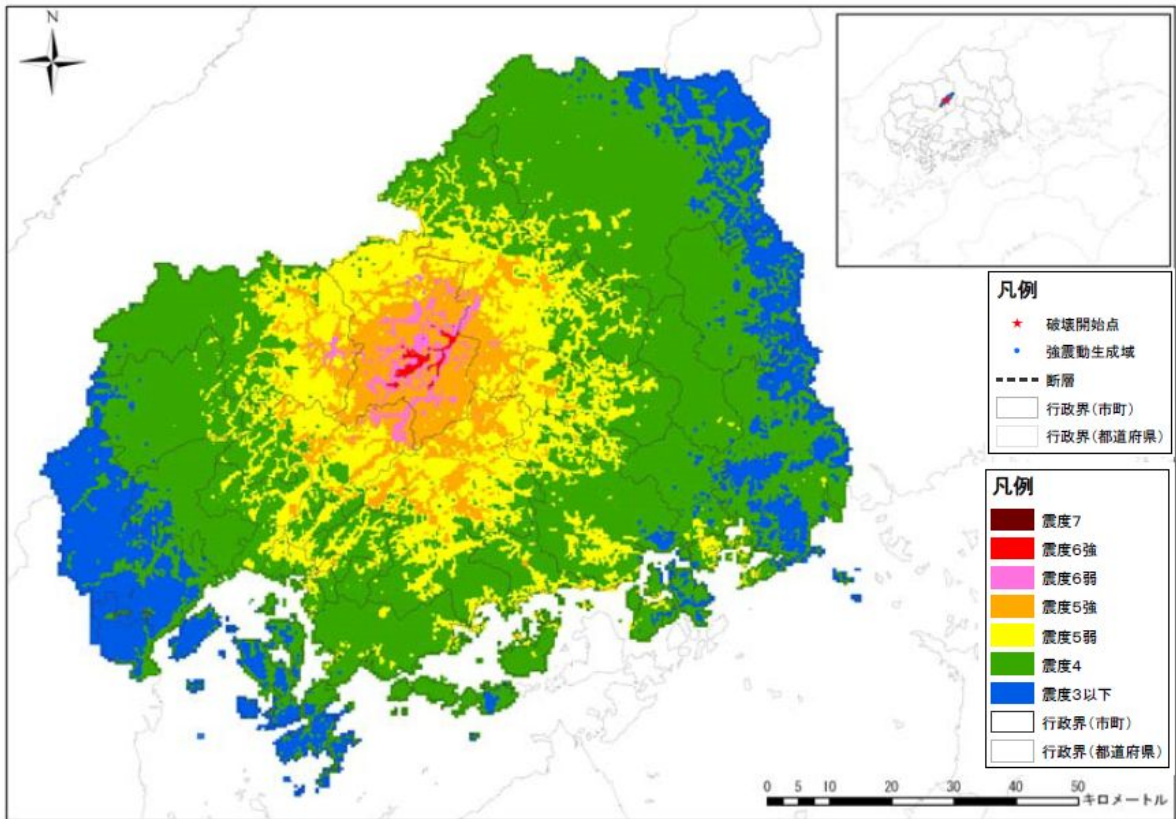 N
凡例
破壊開始点
強震動生成域
断層
行政界(市町)
行政界(都道府県)
凡例
震度7
震度6強
震度6弱
震度5強
震度5弱
震度4
震度3以下
行政界(市町)
行政界(都道府県)
0 5 10 20 30 40 50
キロメートル